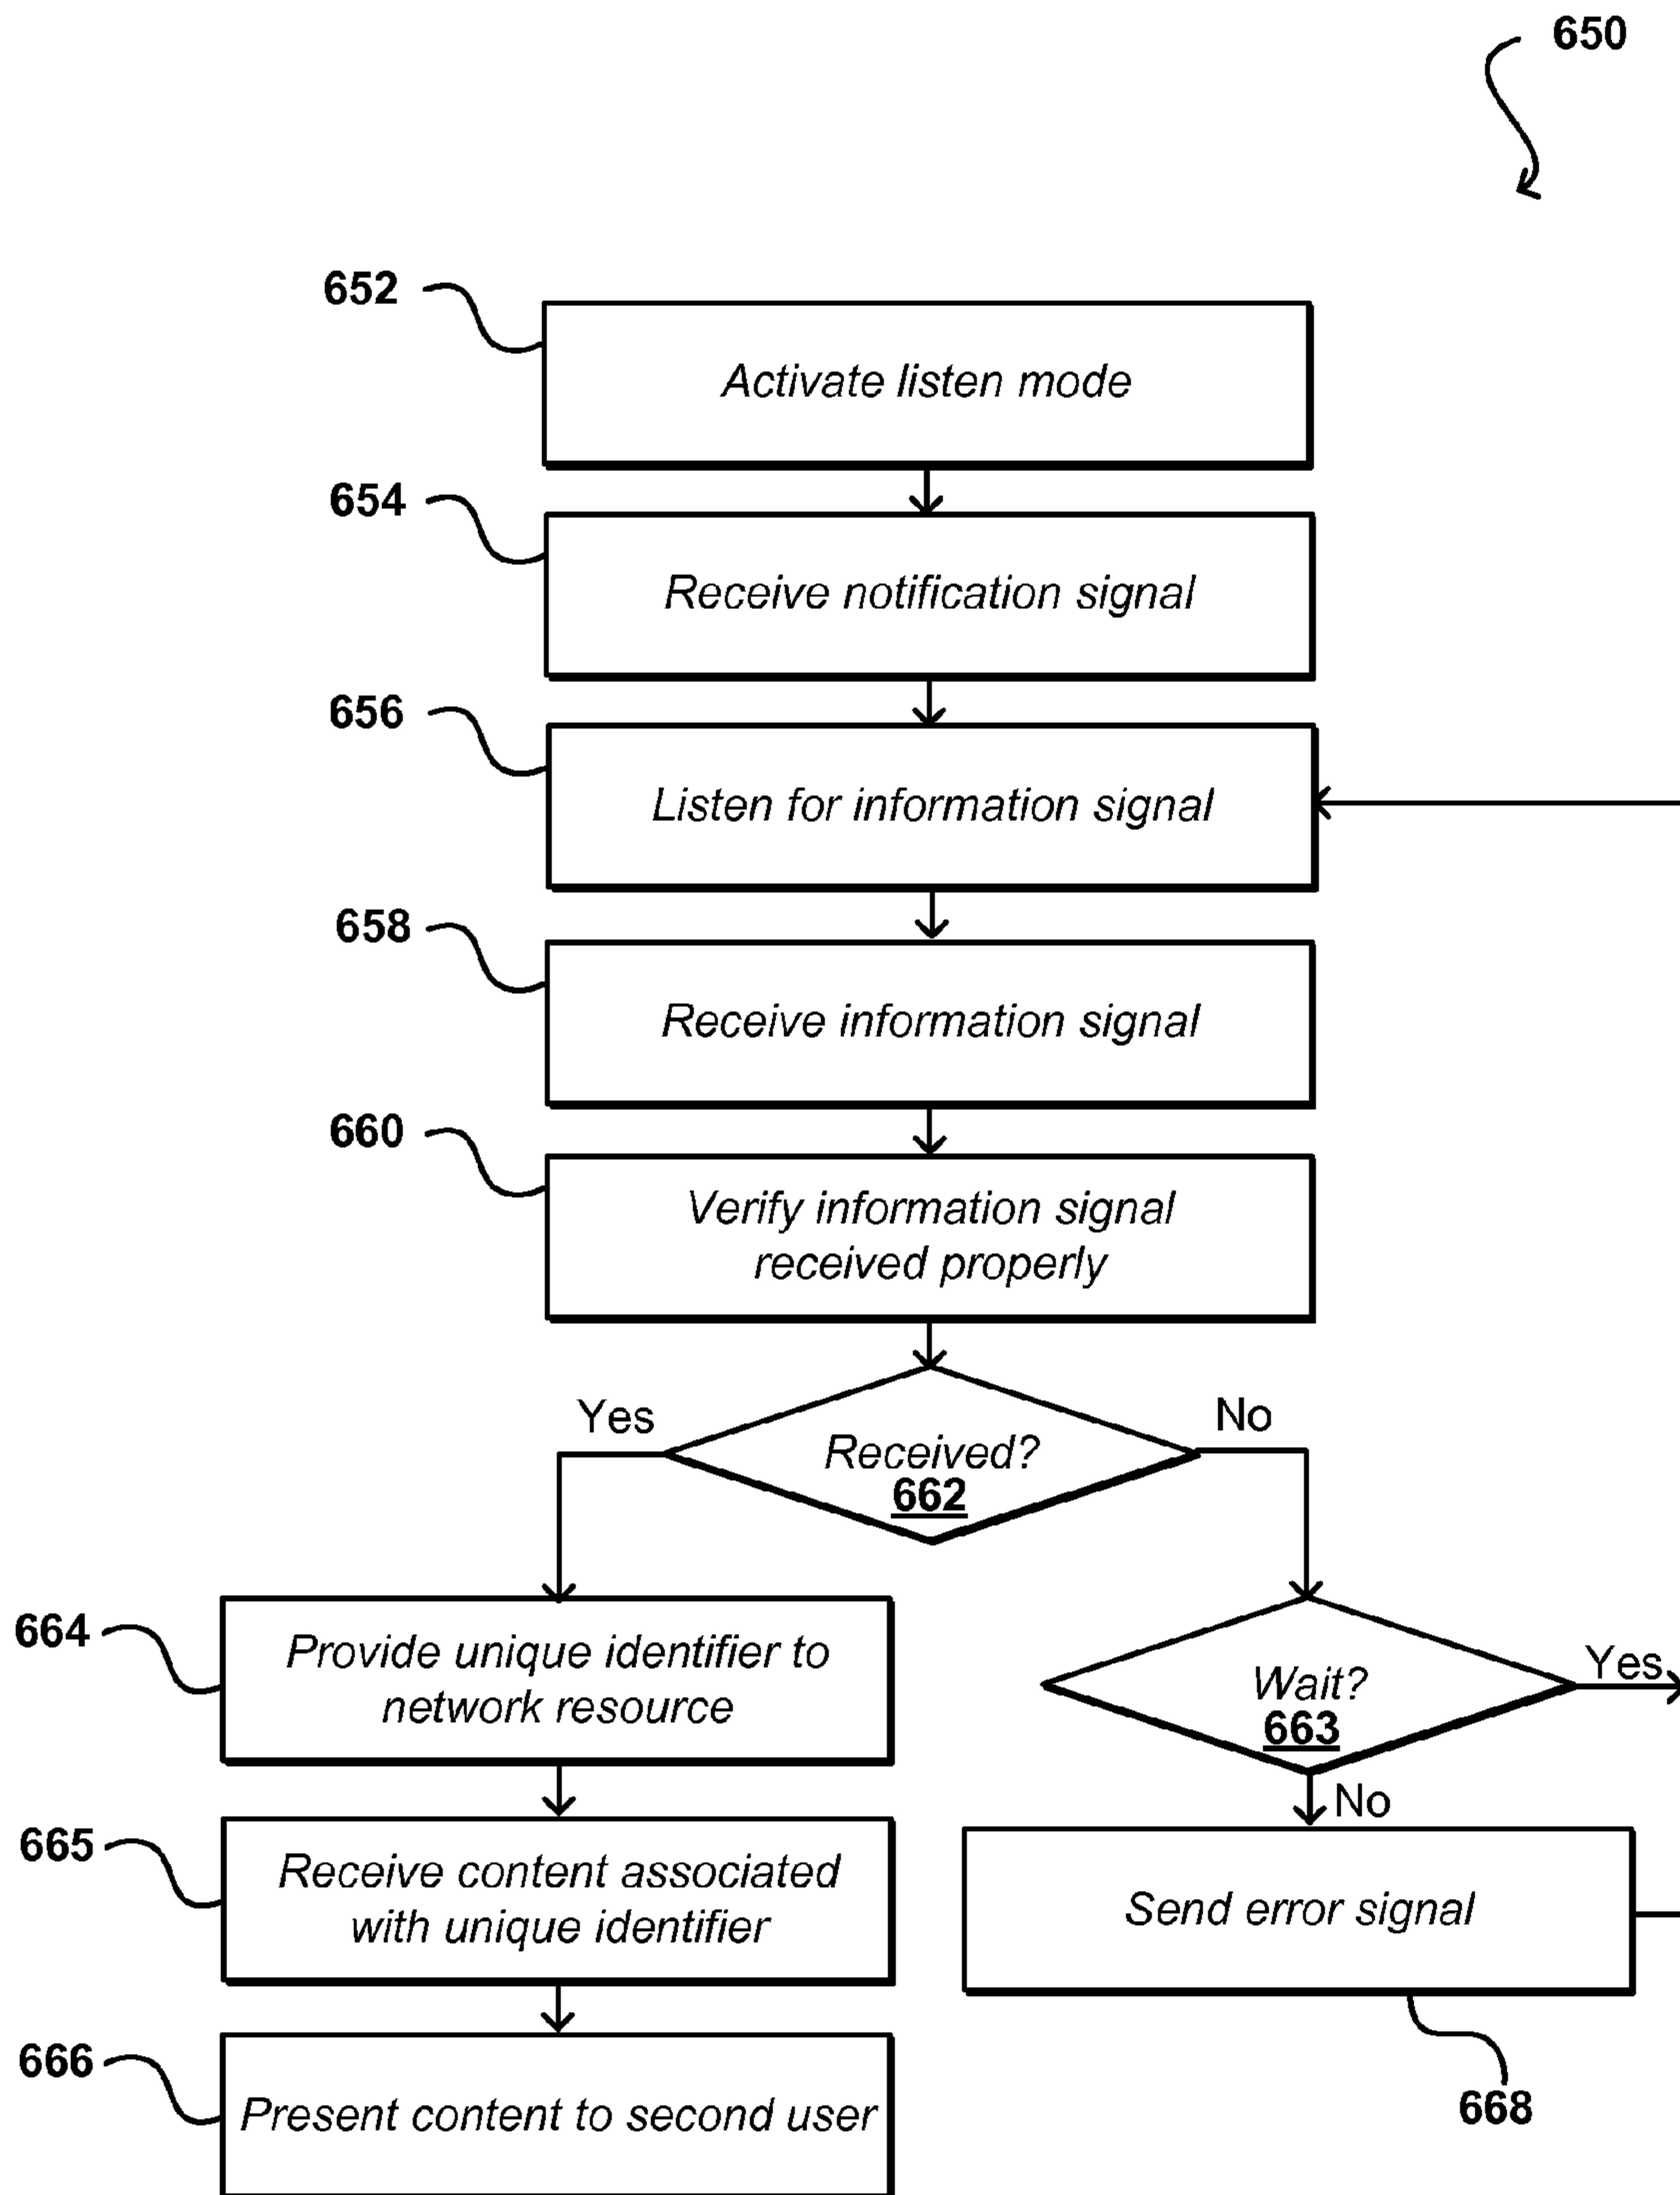 650
652
Activate listen mode
654
Receive notification signal
656
Listen for information signal
658
Receive information signal
660
Verify information signal
received properly
Yes
No
Received?
662
664
Provide unique identifier to
network resource
Wait?
663
Yes
No
665
Receive content associated
with unique identifier
Send error signal
666
Present content to second user
668